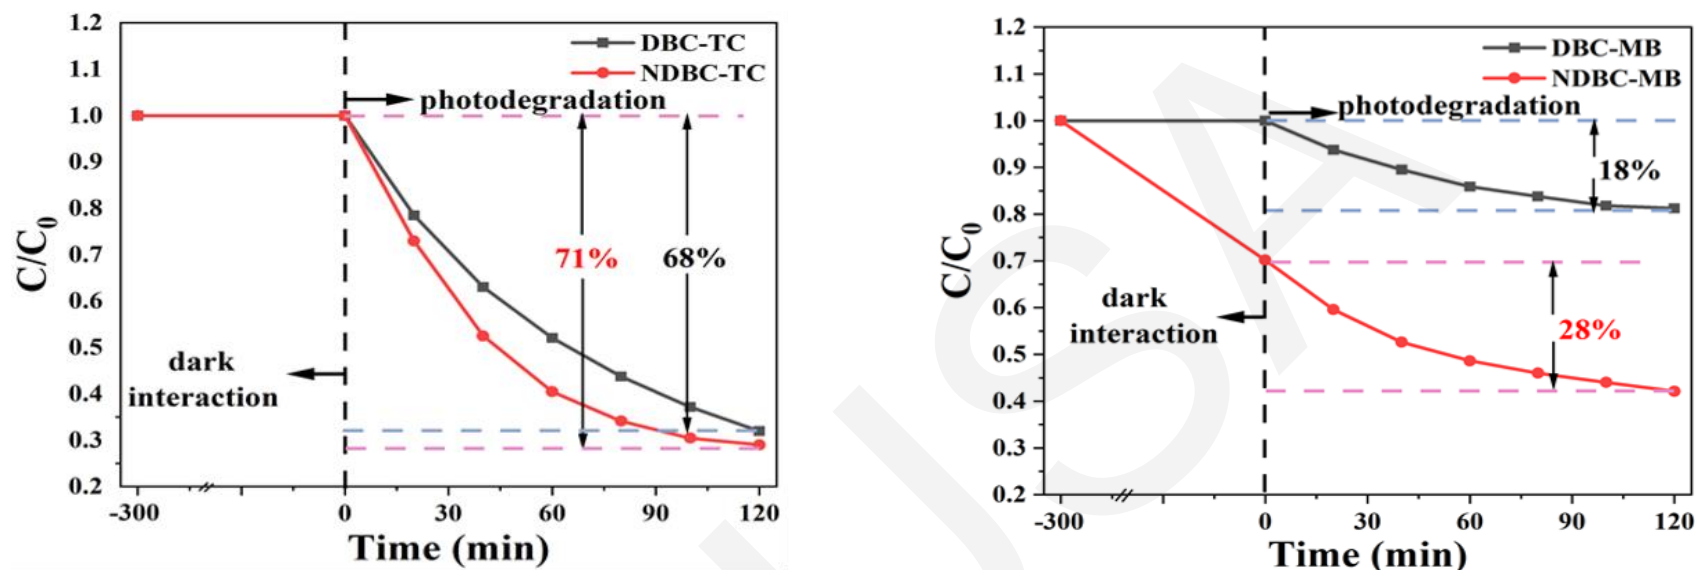 1.2
1.1
1.0
0.9
0.8
0.7
0.6
0.5
0.4
0.3
0.2
C/C0
DBC-TC
NDBC-TC
photodegradation
71%
68%
dark
interaction
-300
0
30
60
90
120
Time (min)
1.2
1.1
1.0
0.9
0.8
0.7
0.6
0.5
0.4
0.3
0.2
C/C0
DBC-MB
NDBC-MB
photodegradation
18%
28%
dark
interaction
-300
0
30
60
90
120
Time (min)
USA